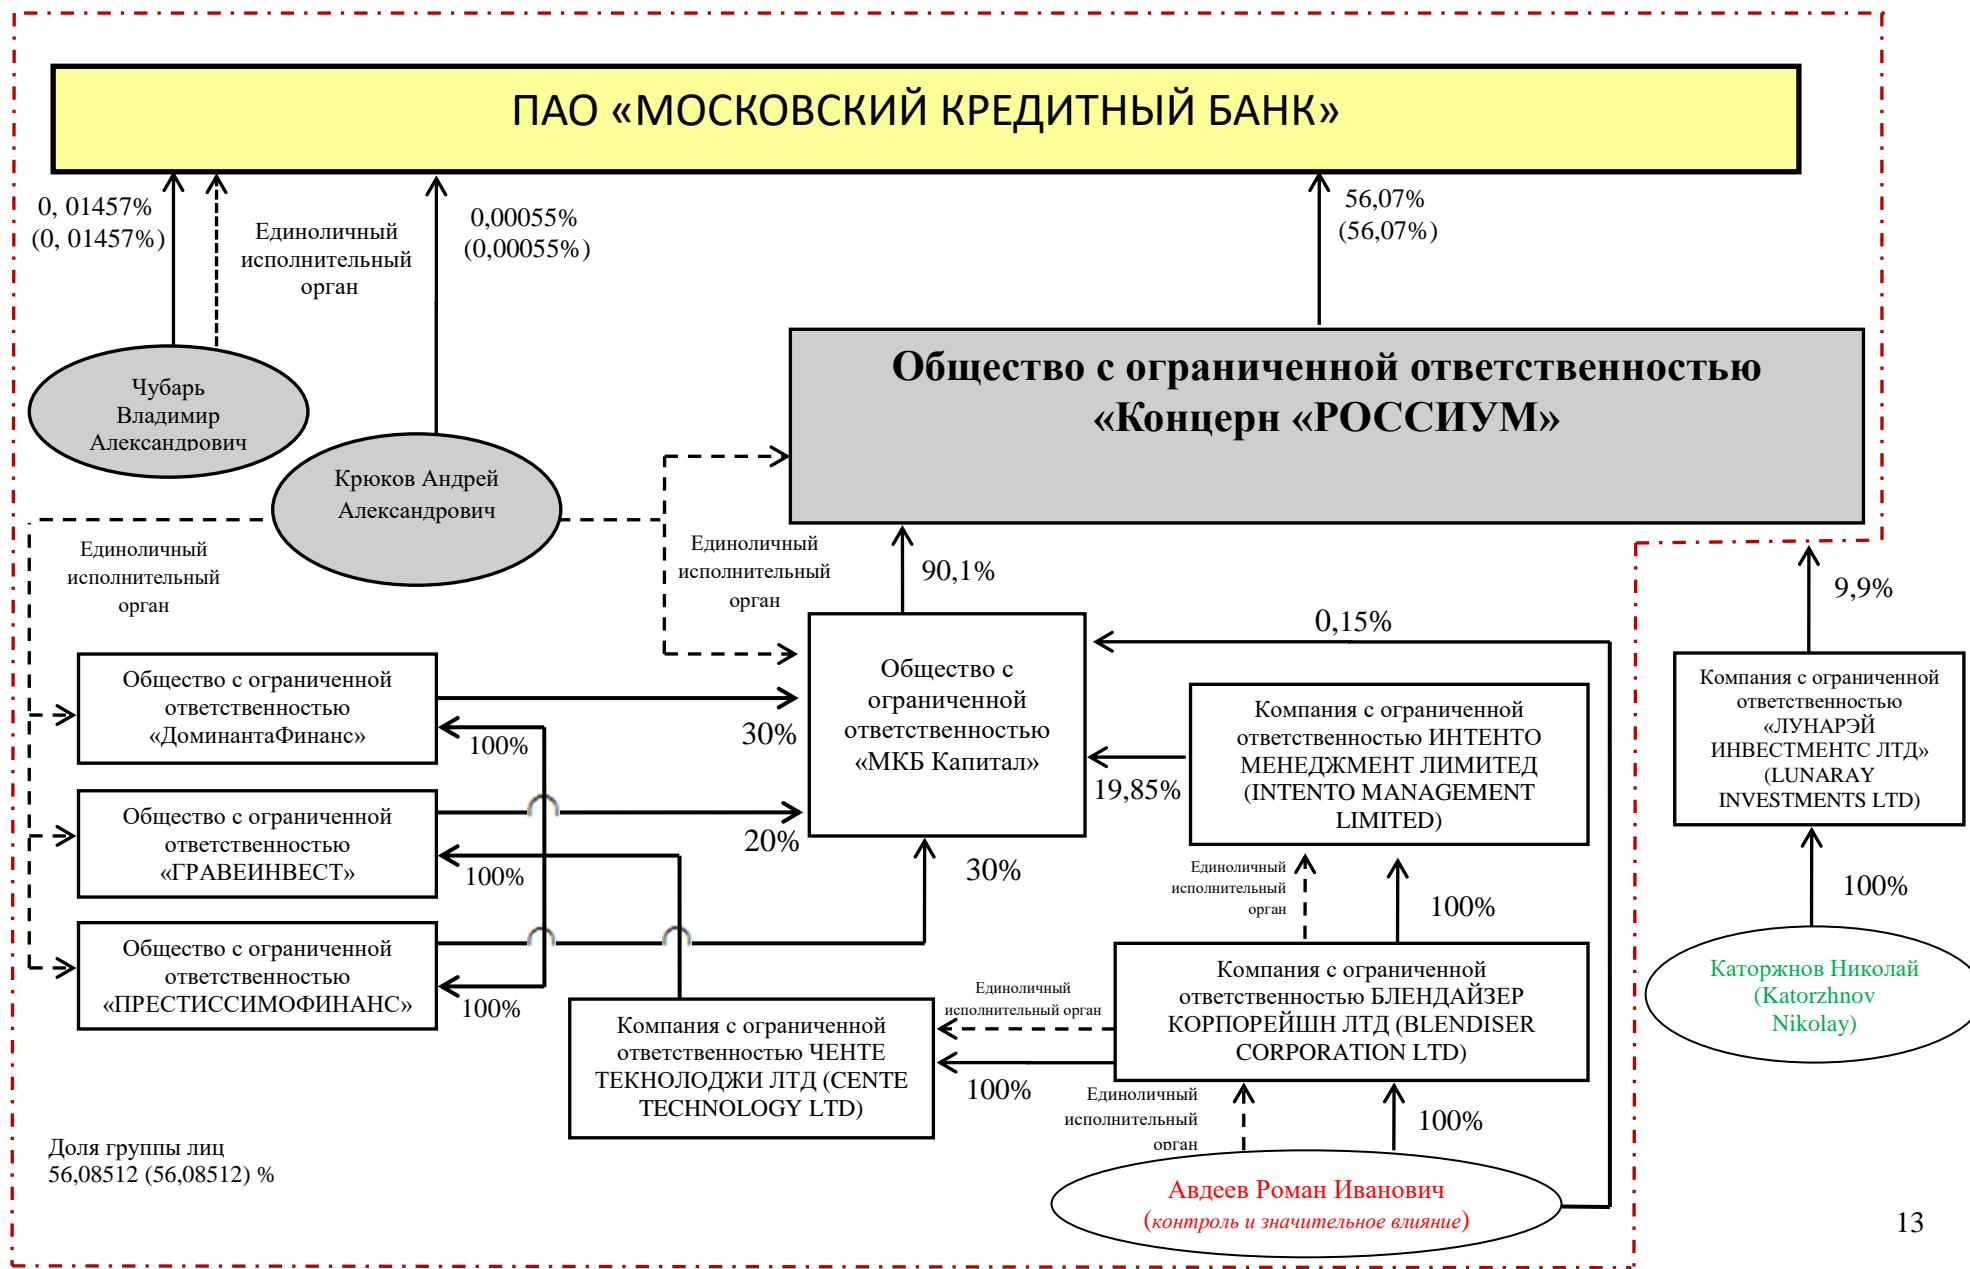 ПАО «МОСКОВСКИЙ КРЕДИТНЫЙ БАНК»
0, 01457%
(0, 01457%)
Единоличный
исполнительный
орган
0,00055%
(0,00055%)
56,07%
(56,07%)
Чубарь
Владимир
Александрович
Крюков Андрей
Александрович
Общество с ограниченной ответственностью
«Концерн «РОССИУМ»
Единоличный
исполнительный
орган
Единоличный
исполнительный
орган
90,1%
9,9%
0,15%
Общество с ограниченной
ответственностью
«ДоминантаФинанс»
30%
100%
Общество с
ограниченной
ответственностью
«МКБ Капитал»
Компания с ограниченной
ответственностью ИНТЕНТО
МЕНЕДЖМЕНТ ЛИМИТЕД
(INTENTO MANAGEMENT
LIMITED)
19,85%
Компания с ограниченной
ответственностью
«ЛУНАРЭЙ
ИНВЕСТМЕНТС ЛТД»
(LUNARAY
INVESTMENTS LTD)
Общество с ограниченной
ответственностью
«ГРАВЕИНВЕСТ»
20%
100%
30%
Единоличный
исполнительный
орган
100%
100%
Общество с ограниченной
ответственностью
«ПРЕСТИССИМОФИНАНС»
100%
Компания с ограниченной
ответственностью ЧЕНТЕ
ТЕКНОЛОДЖИ ЛТД (CENTE
TECHNOLOGY LTD)
Единоличный
исполнительный орган
100%
Компания с ограниченной
ответственностью БЛЕНДАЙЗЕР
КОРПОРЕЙШН ЛТД (BLENDISER
CORPORATION LTD)
Каторжнов Николай
(Katorzhnov
Nikolay)
Единоличный
исполнительный
орган
100%
Доля группы лиц
56,08512 (56,08512) %
Авдеев Роман Иванович
(контроль и значительное влияние)
13